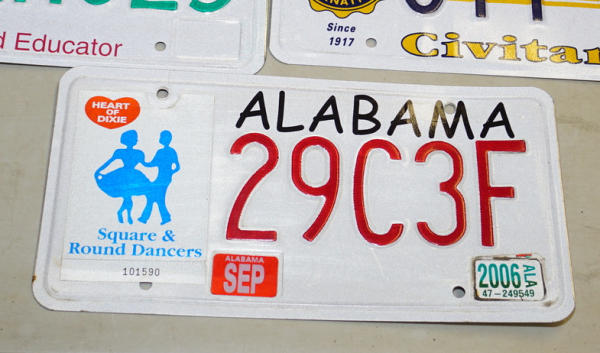 d Educator
Since
1917
Civitan
HEART
OF
DIXIE
ALABAMA
29C3F
Square &
Round Dancers
101590
ALABAMA
SEP
2006 ALA
47-249549